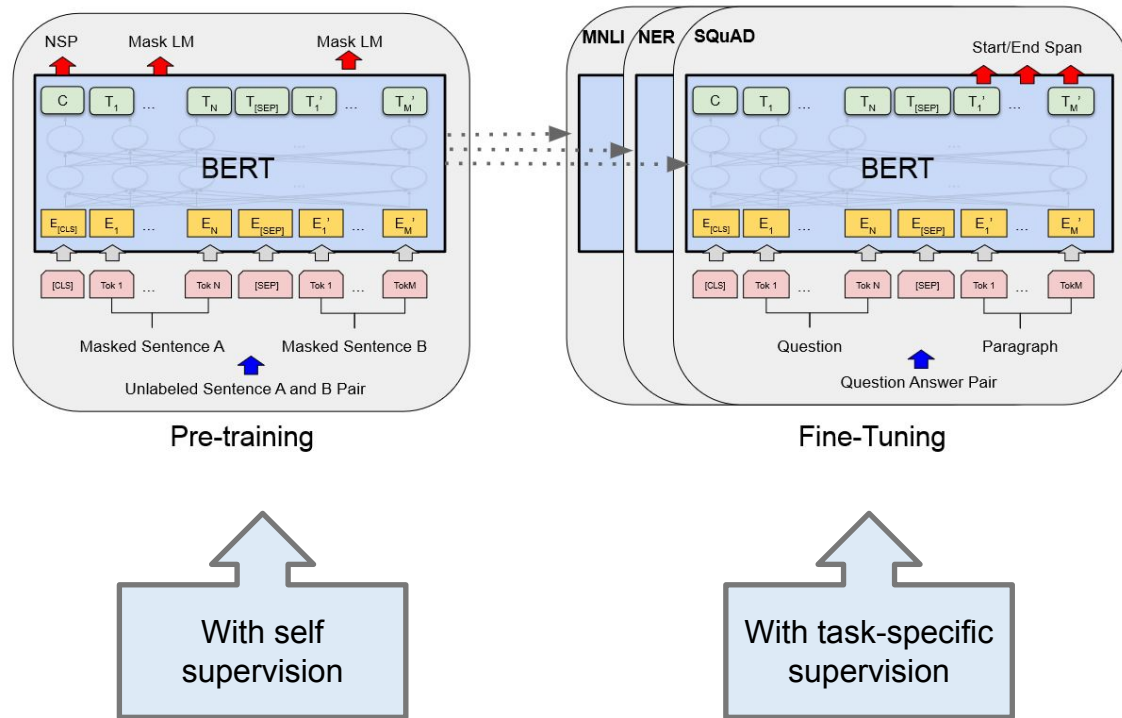 NSP Mask LM Mask LM
C T1 ... TN T[SEP] T1' ... TM'
BERT
E[CLS] E1 ... EN E[SEP] E1' ... EM'
[CLS] Tok 1 ... Tok N [SEP] Tok 1 ... TokM
Masked Sentence A Masked Sentence B
Unlabeled Sentence A and B Pair
Pre-training
MNLI NER SQuAD
Start/End Span
C T1 ... TN T[SEP] T1' ... TM'
BERT
E[CLS] E1 ... EN E[SEP] E1' ... EM'
[CLS] Tok 1 ... Tok N [SEP] Tok 1 ... TokM
Question Paragraph
Question Answer Pair
Fine-Tuning
With self
supervision
With task-specific
supervision